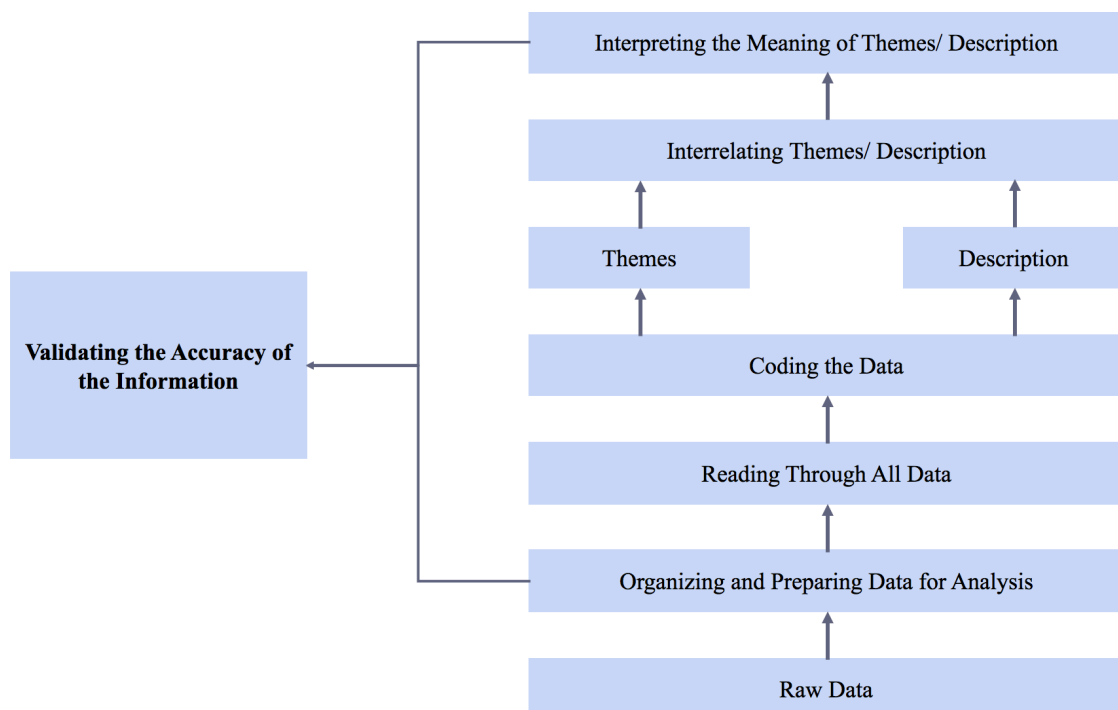 Interpreting the Meaning of Themes/ Description
Interrelating Themes/ Description
Themes
Description
Validating the Accuracy of
the Information
Coding the Data
Reading Through All Data
Organizing and Preparing Data for Analysis
Raw Data